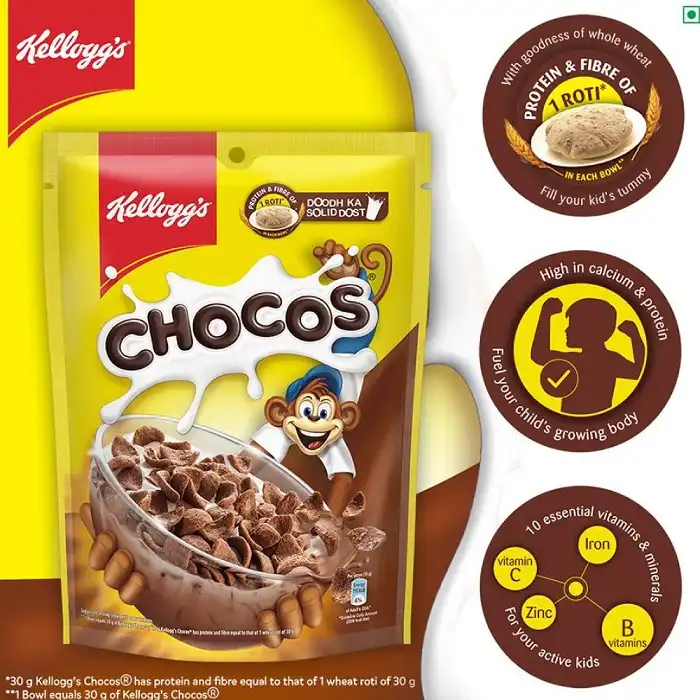 Kellogg's
Kellogg's
PROTEIN & FIBRE OF
1 ROTI*
IN EACH BOWL**
DOODH KA
SOLID DOST
CHOCOS
®
*30 g Kellogg's Chocos® has protein and fibre equal to that of 1 wheat roti of 30 g
**1 Bowl equals 30 g of Kellogg's Chocos®
With goodness of whole wheat
PROTEIN & FIBRE OF
1 ROTI*
IN EACH BOWL**
Fill your kid's tummy
High in calcium & protein
Fuel your child's growing body
10 essential vitamins & minerals
vitamin
C
Iron
Zinc
B
vitamins
For your active kids